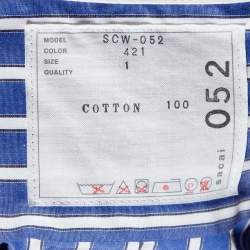 MODEL SCW-052
COLOR 421
SIZE 1
QUALITY
COTTON 100
052
sacai